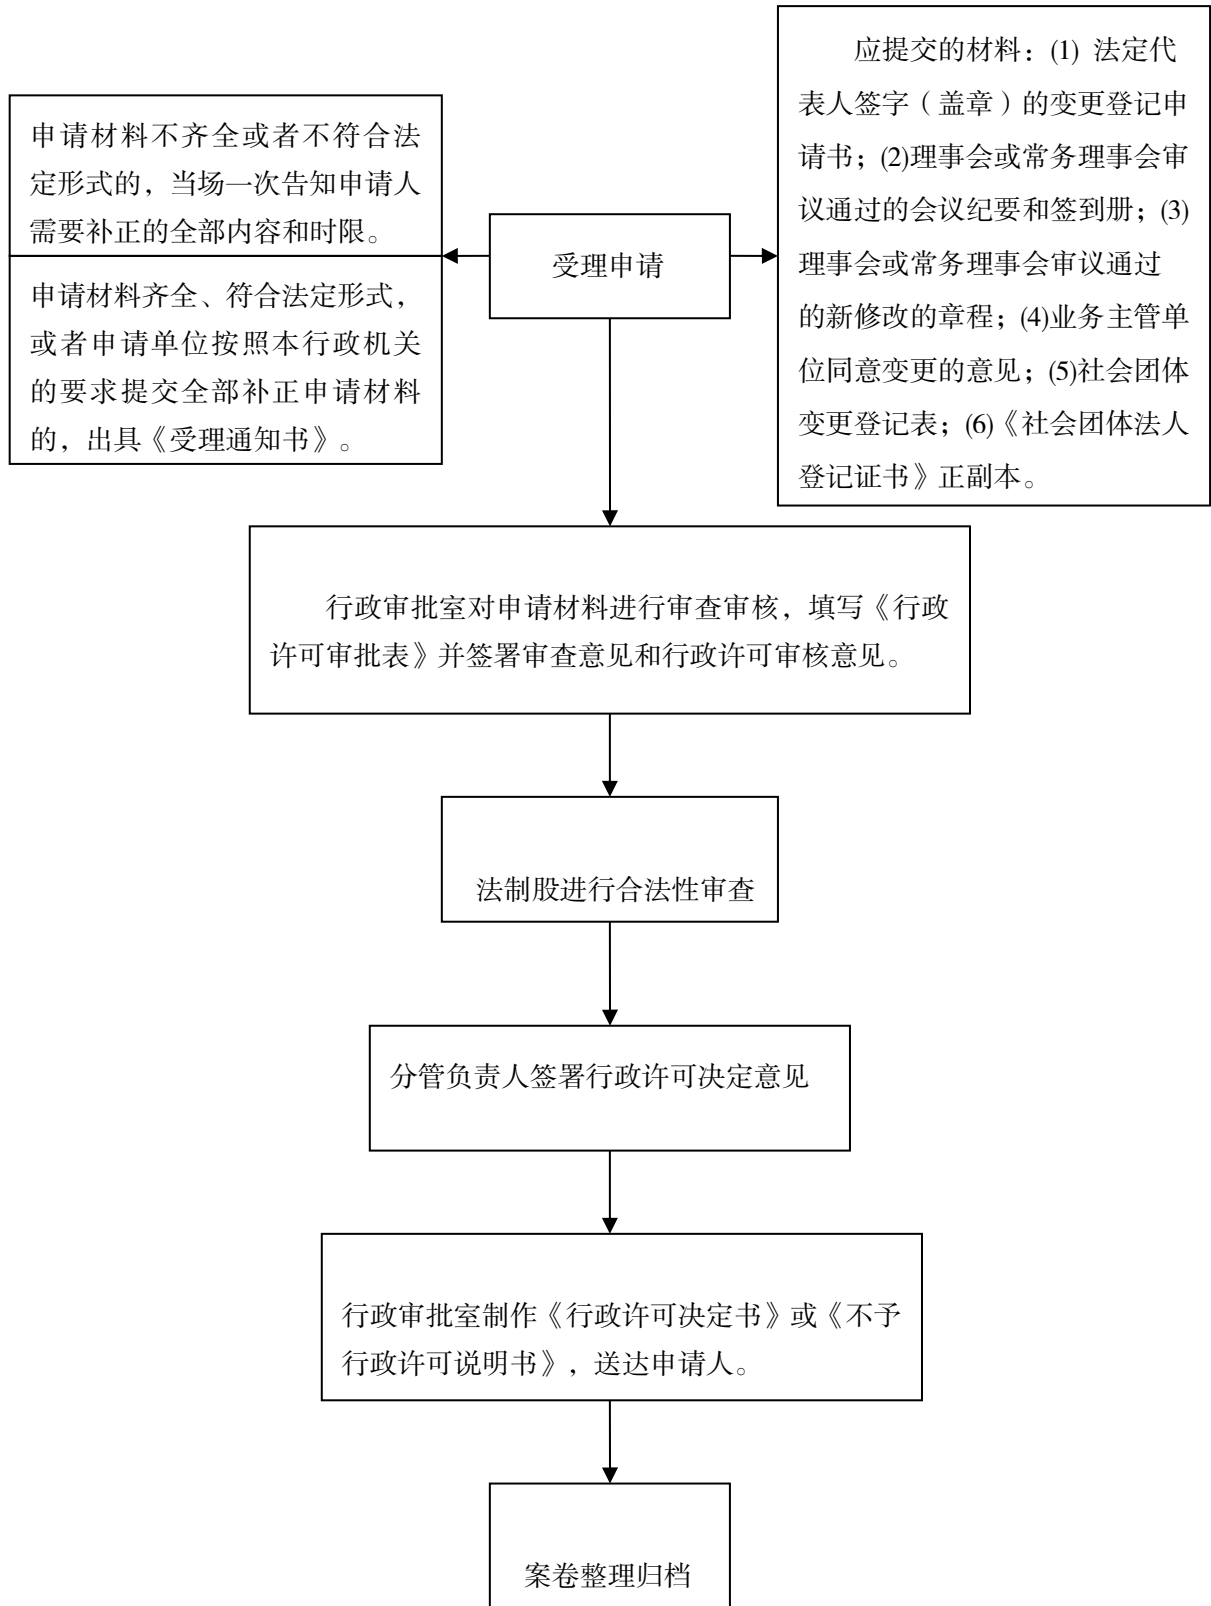 申请材料不齐全或者不符合法
定形式的，当场一次告知申请人
需要补正的全部内容和时限。
申请材料齐全、符合法定形式，
或者申请单位按照本行政机关
的要求提交全部补正申请材料
的，出具《受理通知书》。
受理申请
应提交的材料：(1) 法定代
表人签字（盖章）的变更登记申
请书；(2)理事会或常务理事会审
议通过的会议纪要和签到册；(3)
理事会或常务理事会审议通过
的新修改的章程；(4)业务主管单
位同意变更的意见；(5)社会团体
变更登记表；(6)《社会团体法人
登记证书》正副本。
行政审批室对申请材料进行审查审核，填写《行政
许可审批表》并签署审查意见和行政许可审核意见。
法制股进行合法性审查
分管负责人签署行政许可决定意见
行政审批室制作《行政许可决定书》或《不予
行政许可说明书》，送达申请人。
案卷整理归档